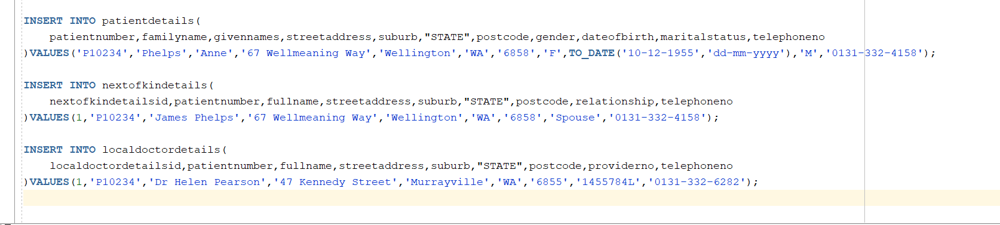 INSERT INTO patientdetails(
patientnumber,familyname,givennames,streetaddress,suburb,"STATE",postcode,gender,dateofbirth,maritalstatus,telephoneno
)VALUES('P10234','Phelps','Anne','67 Wellmeaning Way','Wellington','WA','6858','F',TO_DATE('10-12-1955','dd-mm-yyyy'),'M','0131-332-4158');
INSERT INTO nextofkindetails(
nextofkindetailsid,patientnumber,fullname,streetaddress,suburb,"STATE",postcode,relationship,telephoneno
)VALUES(1,'P10234','James Phelps','67 Wellmeaning Way','Wellington','WA','6858','Spouse','0131-332-4158');
INSERT INTO localdoctordetails(
localdoctordetailsid,patientnumber,fullname,streetaddress,suburb,"STATE",postcode,providerno,telephoneno
)VALUES(1,'P10234','Dr Helen Pearson','47 Kennedy Street','Murrayville','WA','6855','1455784L','0131-332-6282');